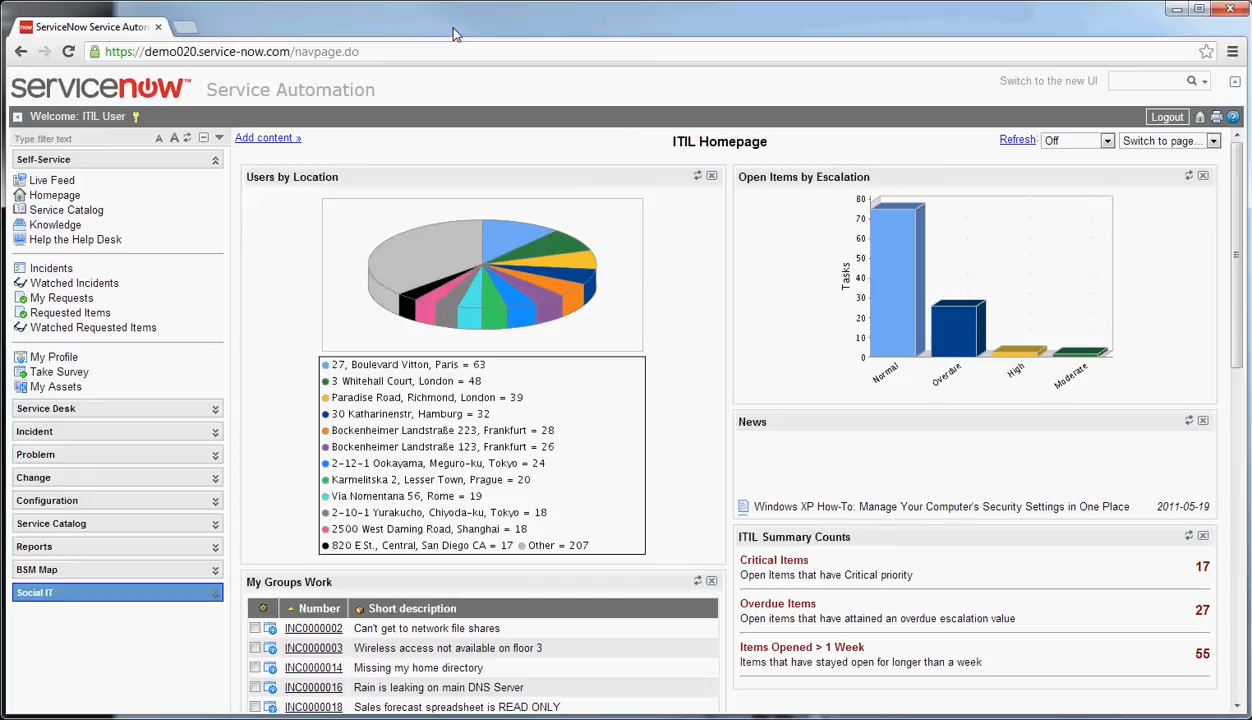 ServiceNow Service Autom
https://demo020.service-now.com/navpage.do
servicenow™ Service Automation
Switch to the new UI
Welcome: ITIL User
Logout
Type filter text
A A
Add content »
ITIL Homepage
Refresh: Off
Switch to page...
Self-Service
Live Feed
Homepage
Service Catalog
Knowledge
Help the Help Desk
Incidents
Watched Incidents
My Requests
Requested Items
Watched Requested Items
My Profile
Take Survey
My Assets
Service Desk
Incident
Problem
Change
Configuration
Service Catalog
Reports
BSM Map
Social IT
Users by Location
27, Boulevard Vitton, Paris = 63
3 Whitehall Court, London = 48
Paradise Road, Richmond, London = 39
30 Katharinenstr, Hamburg = 32
Bockenheimer Landstraße 223, Frankfurt = 28
Bockenheimer Landstraße 123, Frankfurt = 26
2-12-1 Ookayama, Meguro-ku, Tokyo = 24
Karmelitska 2, Lesser Town, Prague = 20
Via Nomentana 56, Rome = 19
2-10-1 Yurakucho, Chiyoda-ku, Tokyo = 18
2500 West Daming Road, Shanghai = 18
820 E St., Central, San Diego CA = 17 Other = 207
My Groups Work
Number Short description
INC0000002 Can't get to network file shares
INC0000003 Wireless access not available on floor 3
INC0000014 Missing my home directory
INC0000016 Rain is leaking on main DNS Server
INC0000018 Sales forecast spreadsheet is READ ONLY
Open Items by Escalation
Tasks
80
70
60
50
40
30
20
10
0
Normal
Overdue
High
Moderate
News
Windows XP How-To: Manage Your Computer's Security Settings in One Place 2011-05-19
ITIL Summary Counts
Critical Items 17
Open Items that have Critical priority
Overdue Items 27
Open items that have attained an overdue escalation value
Items Opened > 1 Week 55
Items that have stayed open for longer than a week